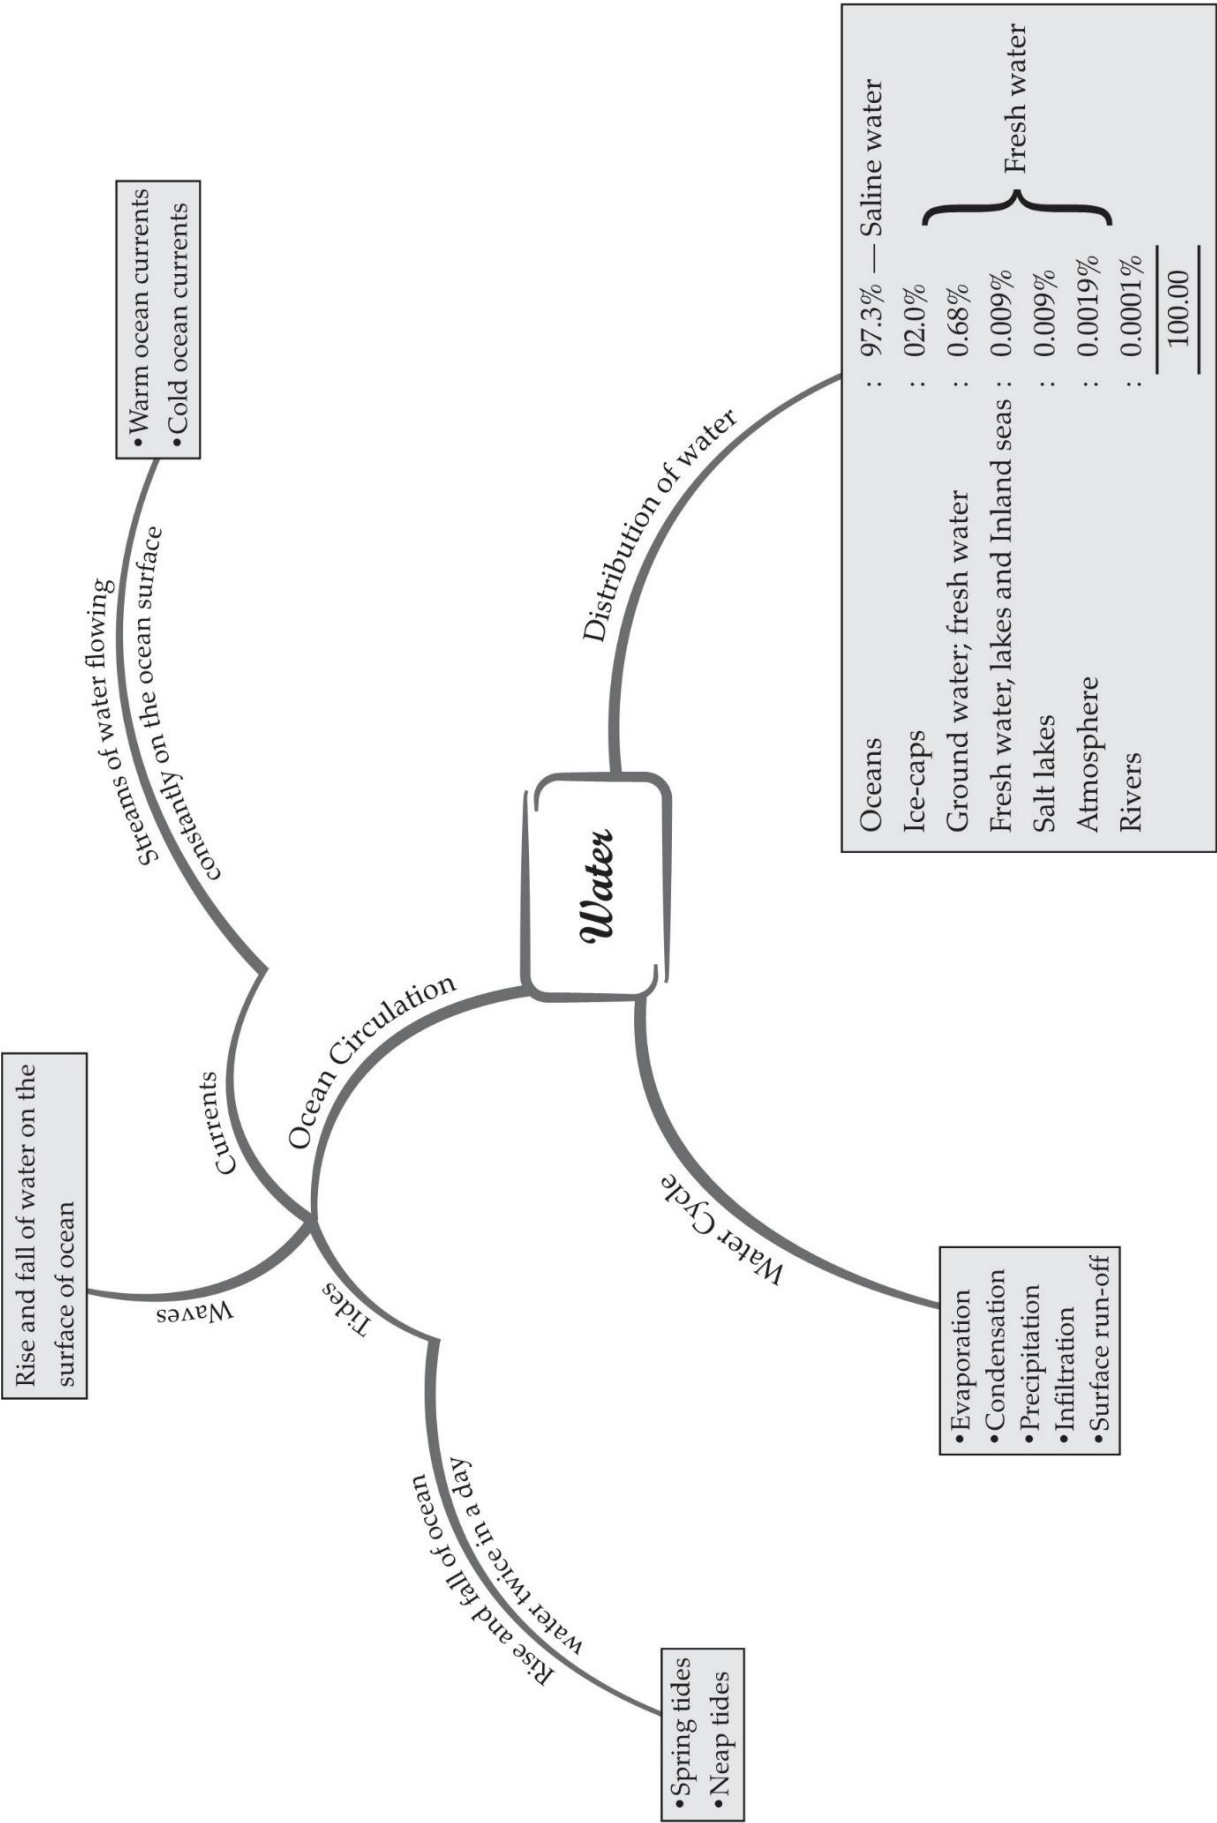 Water
Ocean Circulation
Waves
Rise and fall of water on the
surface of ocean
Currents
Streams of water flowing
constantly on the ocean surface
•Warm ocean currents
•Cold ocean currents
Tides
Rise and fall of ocean
water twice in a day
•Spring tides
•Neap tides
Water Cycle
•Evaporation
•Condensation
•Precipitation
•Infiltration
•Surface run-off
Distribution of water
Oceans : 97.3% — Saline water
Ice-caps : 02.0%
Ground water; fresh water : 0.68%
Fresh water, lakes and Inland seas : 0.009%
Salt lakes : 0.009%
Atmosphere : 0.0019%
Rivers : 0.0001%
Fresh water
100.00